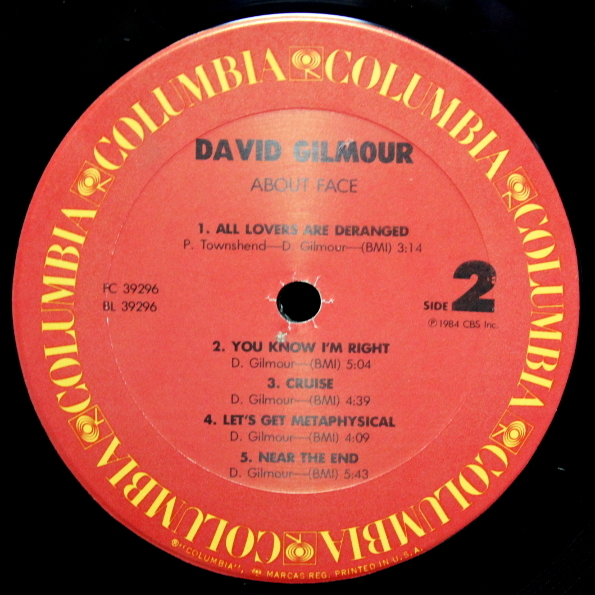 COLUMBIA COLUMBIA COLUMBIA COLUMBIA COLUMBIA COLUMBIA COLUMBIA COLUMBIA
DAVID GILMOUR
ABOUT FACE
1. ALL LOVERS ARE DERANGED
P. Townshend—D. Gilmour—(BMI) 3:14
FC 39296
BL 39296
SIDE 2
℗1984 CBS Inc.
2. YOU KNOW I'M RIGHT
D. Gilmour—(BMI) 5:04
3. CRUISE
D. Gilmour—(BMI) 4:39
4. LET'S GET METAPHYSICAL
D. Gilmour—(BMI) 4:09
5. NEAR THE END
D. Gilmour—(BMI) 5:43
®"COLUMBIA", MARCAS REG. PRINTED IN U.S.A.